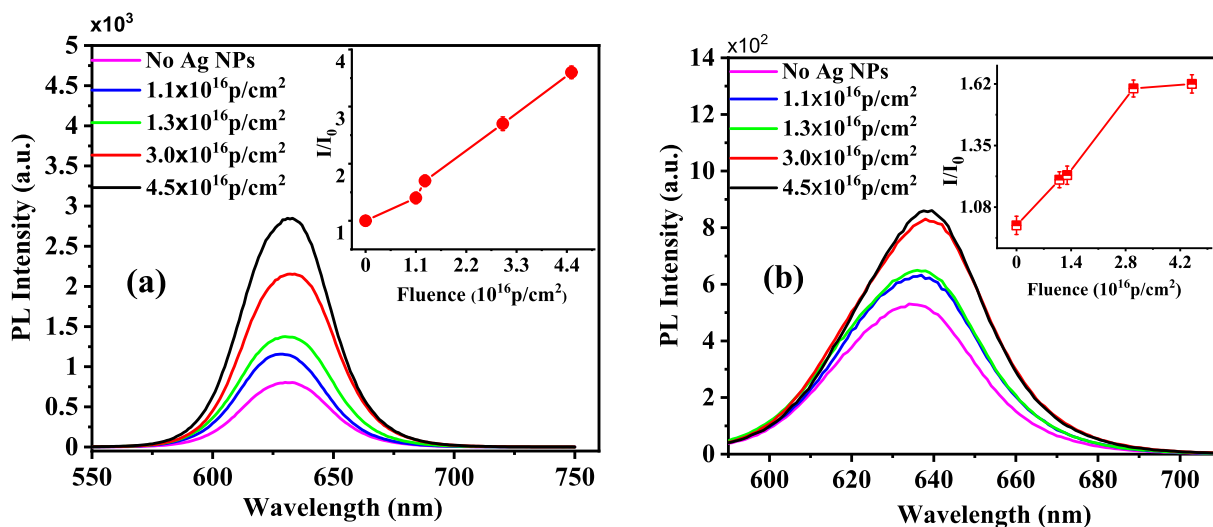 x10³
5
4.5
4
3.5
3
2.5
2
1.5
1
0.5
0
550
600
650
700
750
Wavelength (nm)
PL Intensity (a.u.)
No Ag NPs
1.1x10¹⁶p/cm²
1.3x10¹⁶p/cm²
3.0x10¹⁶p/cm²
4.5x10¹⁶p/cm²
(a)
4
3
2
1
I/I₀
0
1.1
2.2
3.3
4.4
Fluence (10¹⁶p/cm²)
x10²
14
12
10
8
6
4
2
0
600
620
640
660
680
700
Wavelength (nm)
PL Intensity (a.u.)
No Ag NPs
1.1x10¹⁶p/cm²
1.3x10¹⁶p/cm²
3.0x10¹⁶p/cm²
4.5x10¹⁶p/cm²
(b)
1.62
1.35
1.08
I/I₀
0
1.4
2.8
4.2
Fluence (10¹⁶p/cm²)